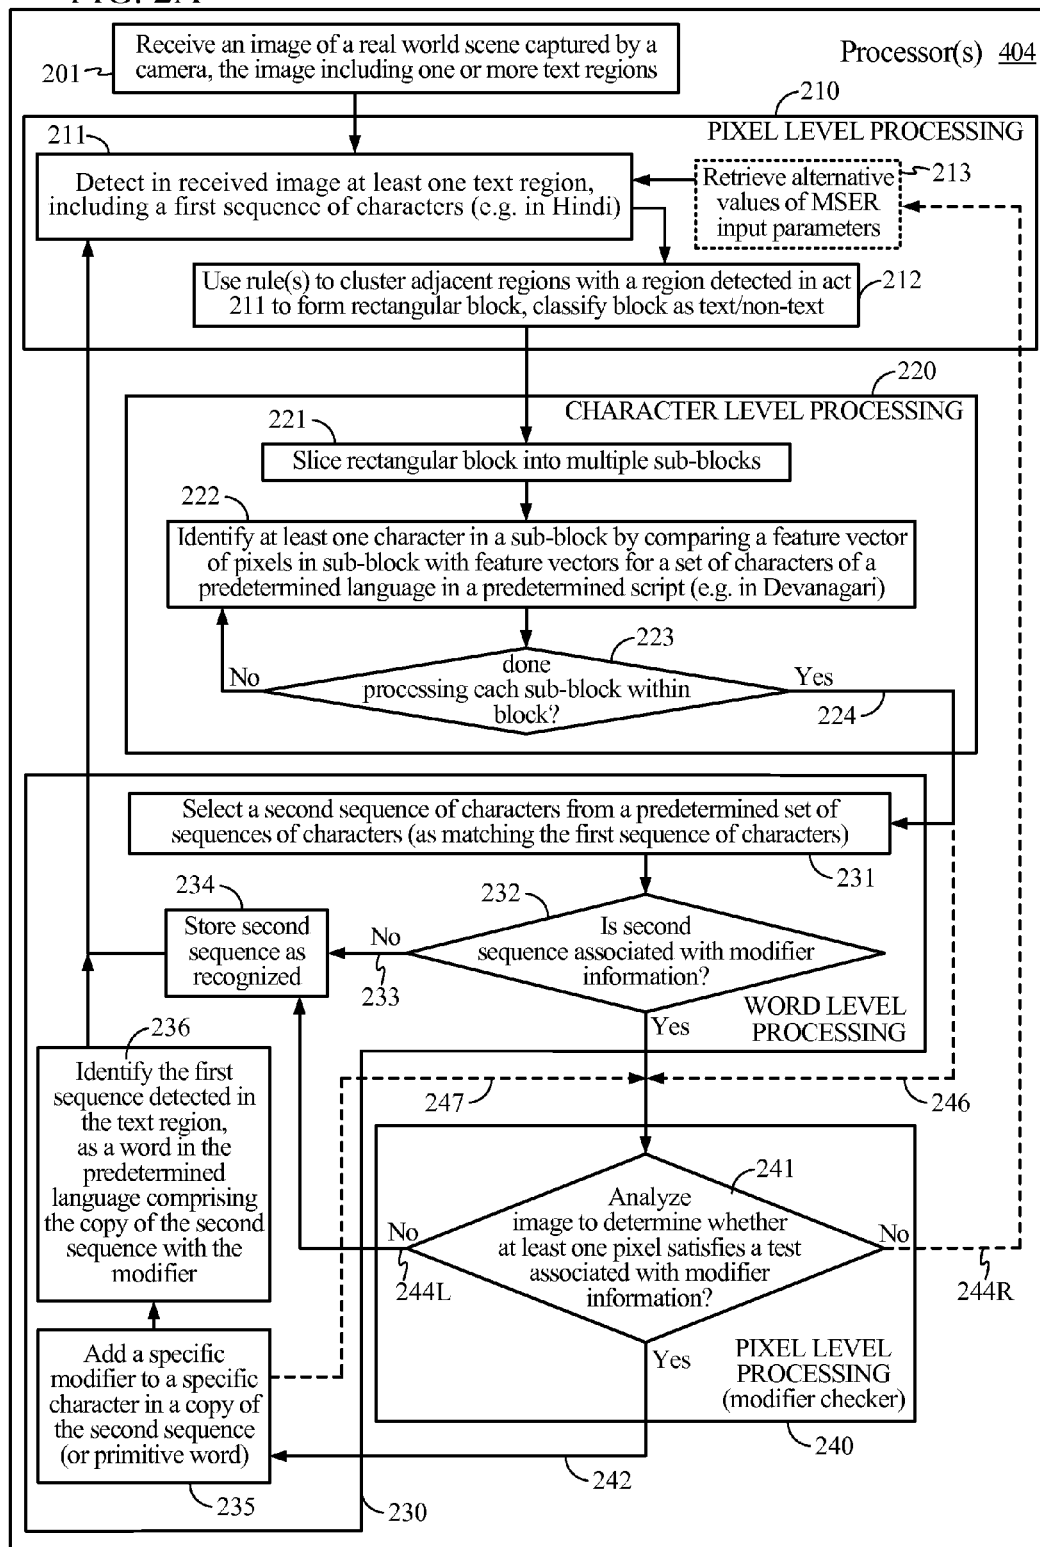 FIG. 2A
Receive an image of a real world scene captured by a
camera, the image including one or more text regions
201
Processor(s) 404
210
PIXEL LEVEL PROCESSING
211
Detect in received image at least one text region,
including a first sequence of characters (e.g. in Hindi)
Retrieve alternative
values of MSER
input parameters
213
Use rule(s) to cluster adjacent regions with a region detected in act
211 to form rectangular block, classify block as text/non-text
212
220
CHARACTER LEVEL PROCESSING
221
Slice rectangular block into multiple sub-blocks
222
Identify at least one character in a sub-block by comparing a feature vector
of pixels in sub-block with feature vectors for a set of characters of a
predetermined language in a predetermined script (e.g. in Devanagari)
223
No
done
processing each sub-block within
block?
Yes
224
Select a second sequence of characters from a predetermined set of
sequences of characters (as matching the first sequence of characters)
231
234
Store second
sequence as
recognized
232
No
233
Is second
sequence associated with modifier
information?
Yes
WORD LEVEL
PROCESSING
236
Identify the first
sequence detected in
the text region,
as a word in the
predetermined
language comprising
the copy of the second
sequence with the
modifier
247
246
241
No
244L
Analyze
image to determine whether
at least one pixel satisfies a test
associated with modifier
information?
No
244R
Yes
PIXEL LEVEL
PROCESSING
(modifier checker)
240
Add a specific
modifier to a specific
character in a copy of
the second sequence
(or primitive word)
235
242
230